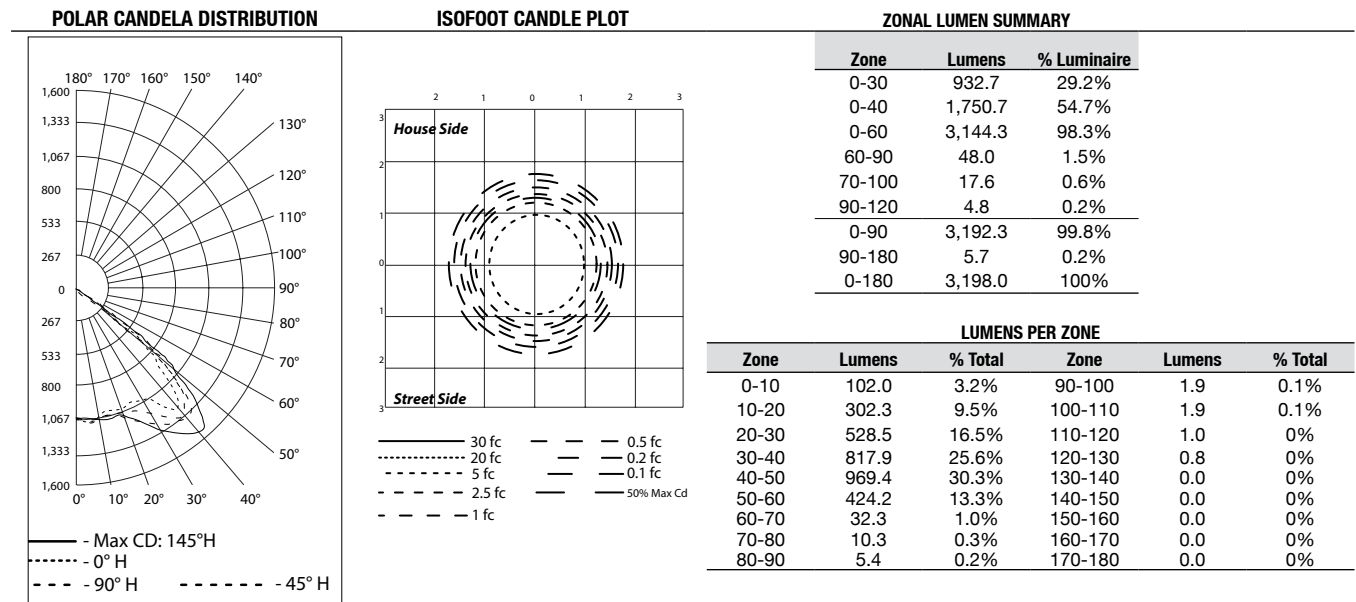 POLAR CANDELA DISTRIBUTION
180° 170° 160° 150° 140°
1,600
1,333
1,067
800
533
267
0
267
533
800
1,067
1,333
1,600
130°
120°
110°
100°
90°
80°
70°
60°
50°
0° 10° 20° 30° 40°
- Max CD: 145°H
- 0° H
- 90° H - 45° H
ISOFOOT CANDLE PLOT
2 1 0 1 2 3
3
House Side
2
1
0
1
2
Street Side
3
30 fc 0.5 fc
20 fc 0.2 fc
5 fc 0.1 fc
2.5 fc 50% Max Cd
1 fc
ZONAL LUMEN SUMMARY
Zone Lumens % Luminaire
0-30 932.7 29.2%
0-40 1,750.7 54.7%
0-60 3,144.3 98.3%
60-90 48.0 1.5%
70-100 17.6 0.6%
90-120 4.8 0.2%
0-90 3,192.3 99.8%
90-180 5.7 0.2%
0-180 3,198.0 100%
LUMENS PER ZONE
Zone Lumens % Total Zone Lumens % Total
0-10 102.0 3.2% 90-100 1.9 0.1%
10-20 302.3 9.5% 100-110 1.9 0.1%
20-30 528.5 16.5% 110-120 1.0 0%
30-40 817.9 25.6% 120-130 0.8 0%
40-50 969.4 30.3% 130-140 0.0 0%
50-60 424.2 13.3% 140-150 0.0 0%
60-70 32.3 1.0% 150-160 0.0 0%
70-80 10.3 0.3% 160-170 0.0 0%
80-90 5.4 0.2% 170-180 0.0 0%